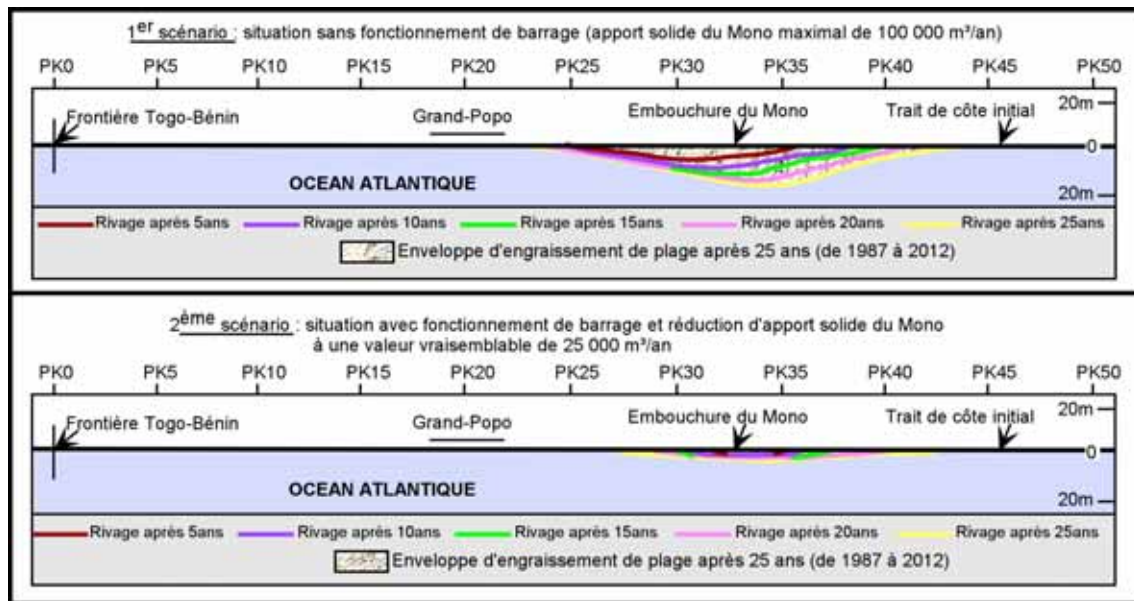 1er scénario : situation sans fonctionnement de barrage (apport solide du Mono maximal de 100 000 m³/an)
PK0 PK5 PK10 PK15 PK20 PK25 PK30 PK35 PK40 PK45 PK50
Frontière Togo-Bénin Grand-Popo Embouchure du Mono Trait de côte initial 20m
0
OCEAN ATLANTIQUE 20m
Rivage après 5ans Rivage après 10ans Rivage après 15ans Rivage après 20ans Rivage après 25ans
Enveloppe d'engraissement de plage après 25 ans (de 1987 à 2012)
2ème scénario : situation avec fonctionnement de barrage et réduction d'apport solide du Mono
à une valeur vraisemblable de 25 000 m³/an
PK0 PK5 PK10 PK15 PK20 PK25 PK30 PK35 PK40 PK45 PK50
Frontière Togo-Bénin Grand-Popo Embouchure du Mono Trait de côte initial 20m
0
OCEAN ATLANTIQUE 20m
Rivage après 5ans Rivage après 10ans Rivage après 15ans Rivage après 20ans Rivage après 25ans
Enveloppe d'engraissement de plage après 25 ans (de 1987 à 2012)